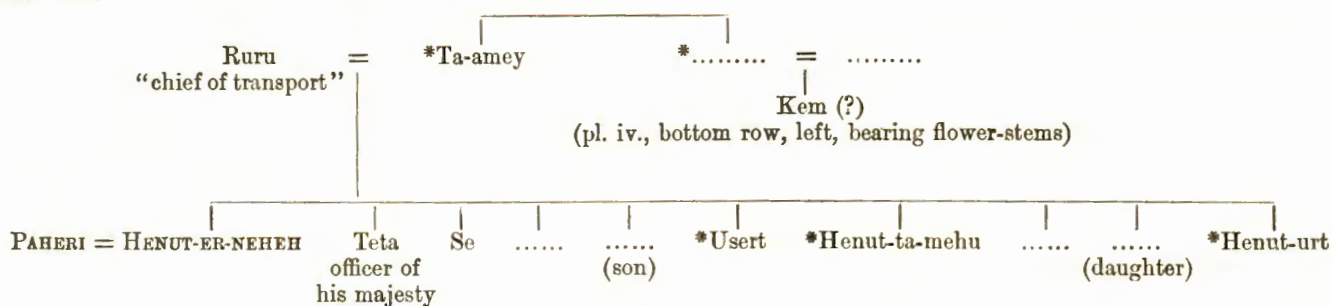 Ruru = *Ta-amey *......... = .........
"chief of transport"
Kem (?)
(pl. iv., bottom row, left, bearing flower-stems)
PAHERI = HENUT-ER-NEHEH Teta Se ...... ...... *Usert *Henut-ta-mehu ...... ...... *Henut-urt
officer of (son) (daughter)
his majesty